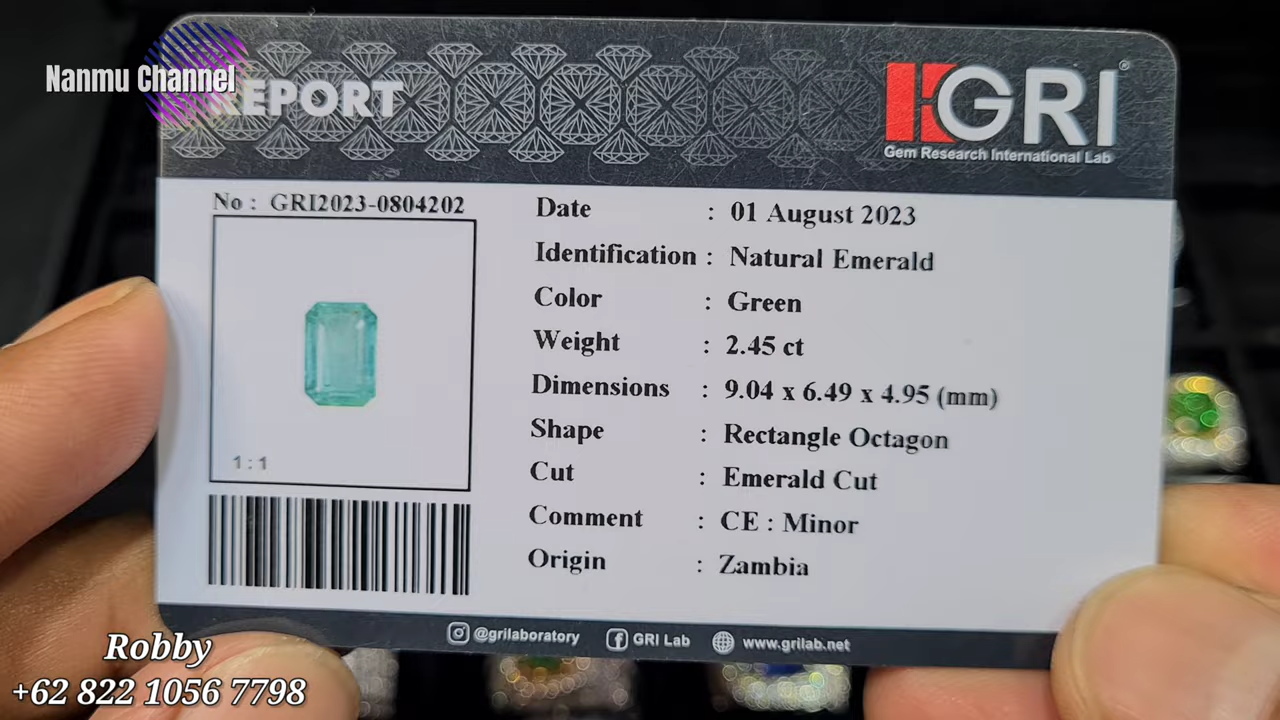 Nanmu Channel
REPORT
GRI®
Gem Research International Lab
No : GRI2023-0804202
1 : 1
Date : 01 August 2023
Identification : Natural Emerald
Color : Green
Weight : 2.45 ct
Dimensions : 9.04 x 6.49 x 4.95 (mm)
Shape : Rectangle Octagon
Cut : Emerald Cut
Comment : CE : Minor
Origin : Zambia
@grilaboratory GRI Lab www.grilab.net
Robby
+62 822 1056 7798